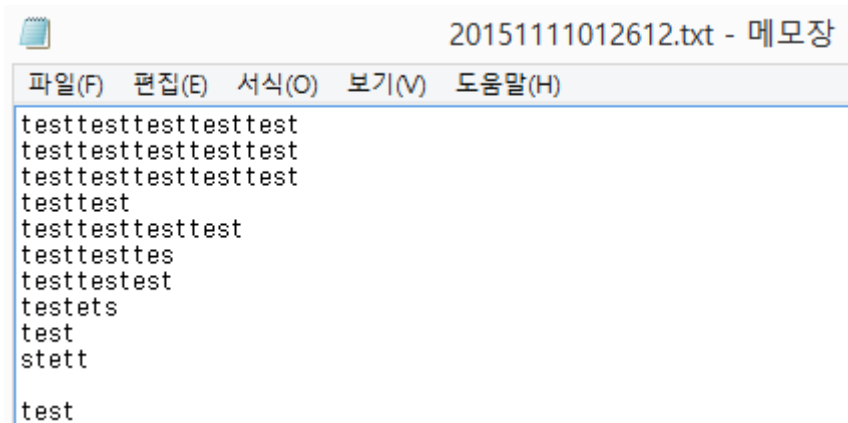 20151111012612.txt - 메모장
파일(F) 편집(E) 서식(O) 보기(V) 도움말(H)
testtesttesttesttest
testtesttesttesttest
testtesttesttesttest
testtest
testtesttesttest
testtesttes
testtestest
testets
test
stett

test